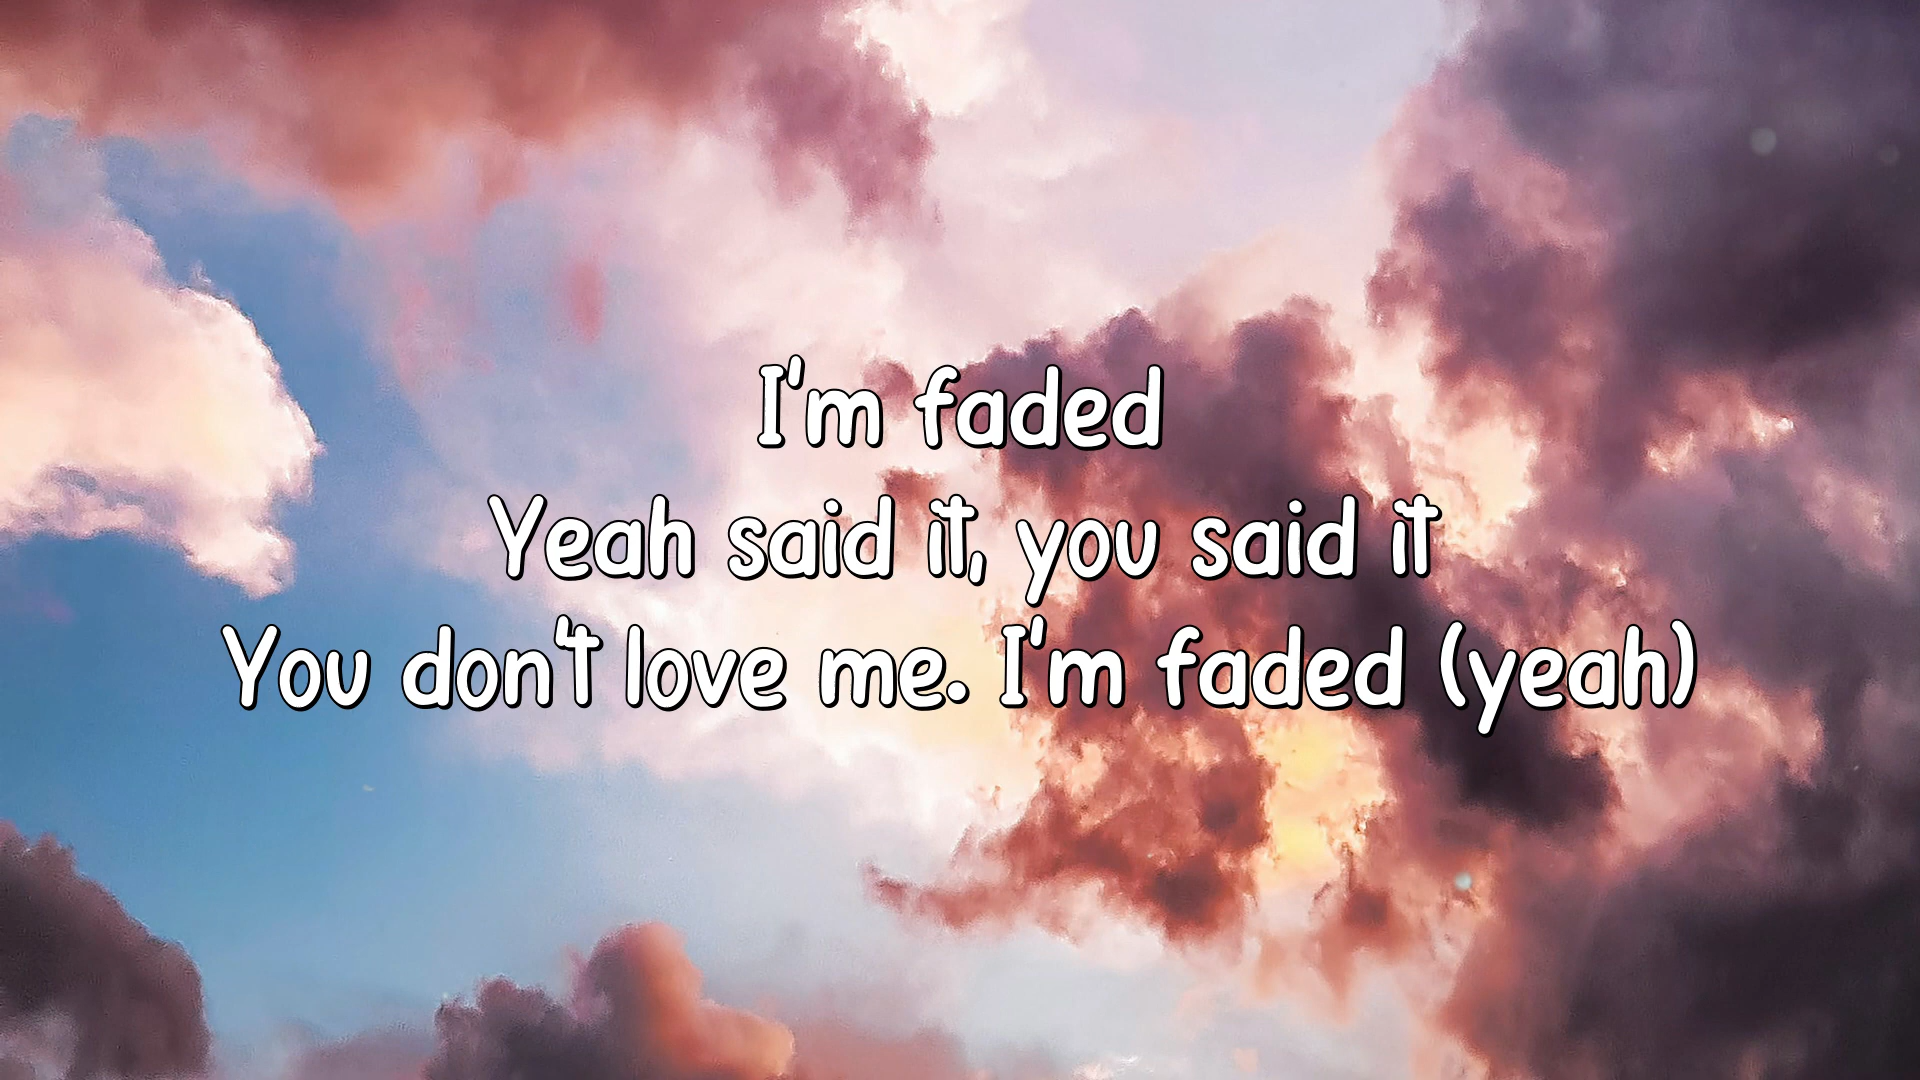 I'm faded
Yeah said it, you said it
You don't love me. I'm faded (yeah)